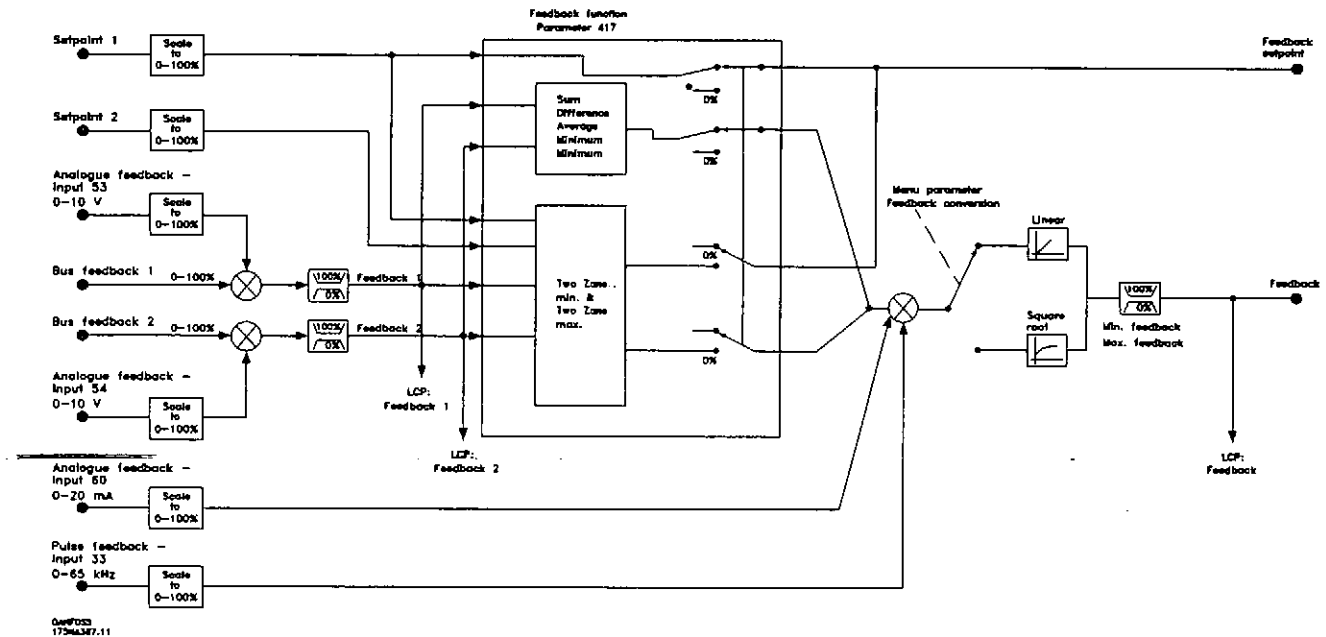 Feedback function
Parameter 417
Setpoint 1
Scale
to
0-100%
Feedback
setpoint
0%
Setpoint 2
Scale
to
0-100%
Sum
Difference
Average
Minimum
Minimum
0%
Analogue feedback -
Input 53
0-10 V
Scale
to
0-100%
Menu parameter
Feedback conversion
Linear
Bus feedback 1
0-100%
100%
0%
Feedback 1
Two Zone..
min. &
Two Zone
max.
0%
100%
0%
Feedback
Bus feedback 2
0-100%
100%
0%
Feedback 2
0%
Square
root
Min. feedback
Max. feedback
Analogue feedback -
Input 54
0-10 V
Scale
to
0-100%
LCP:
Feedback 1
LCP:
Feedback 2
LCP:
Feedback
Analogue feedback -
Input 60
0-20 mA
Scale
to
0-100%
Pulse feedback -
Input 33
0-65 kHz
Scale
to
0-100%
DANFOSS